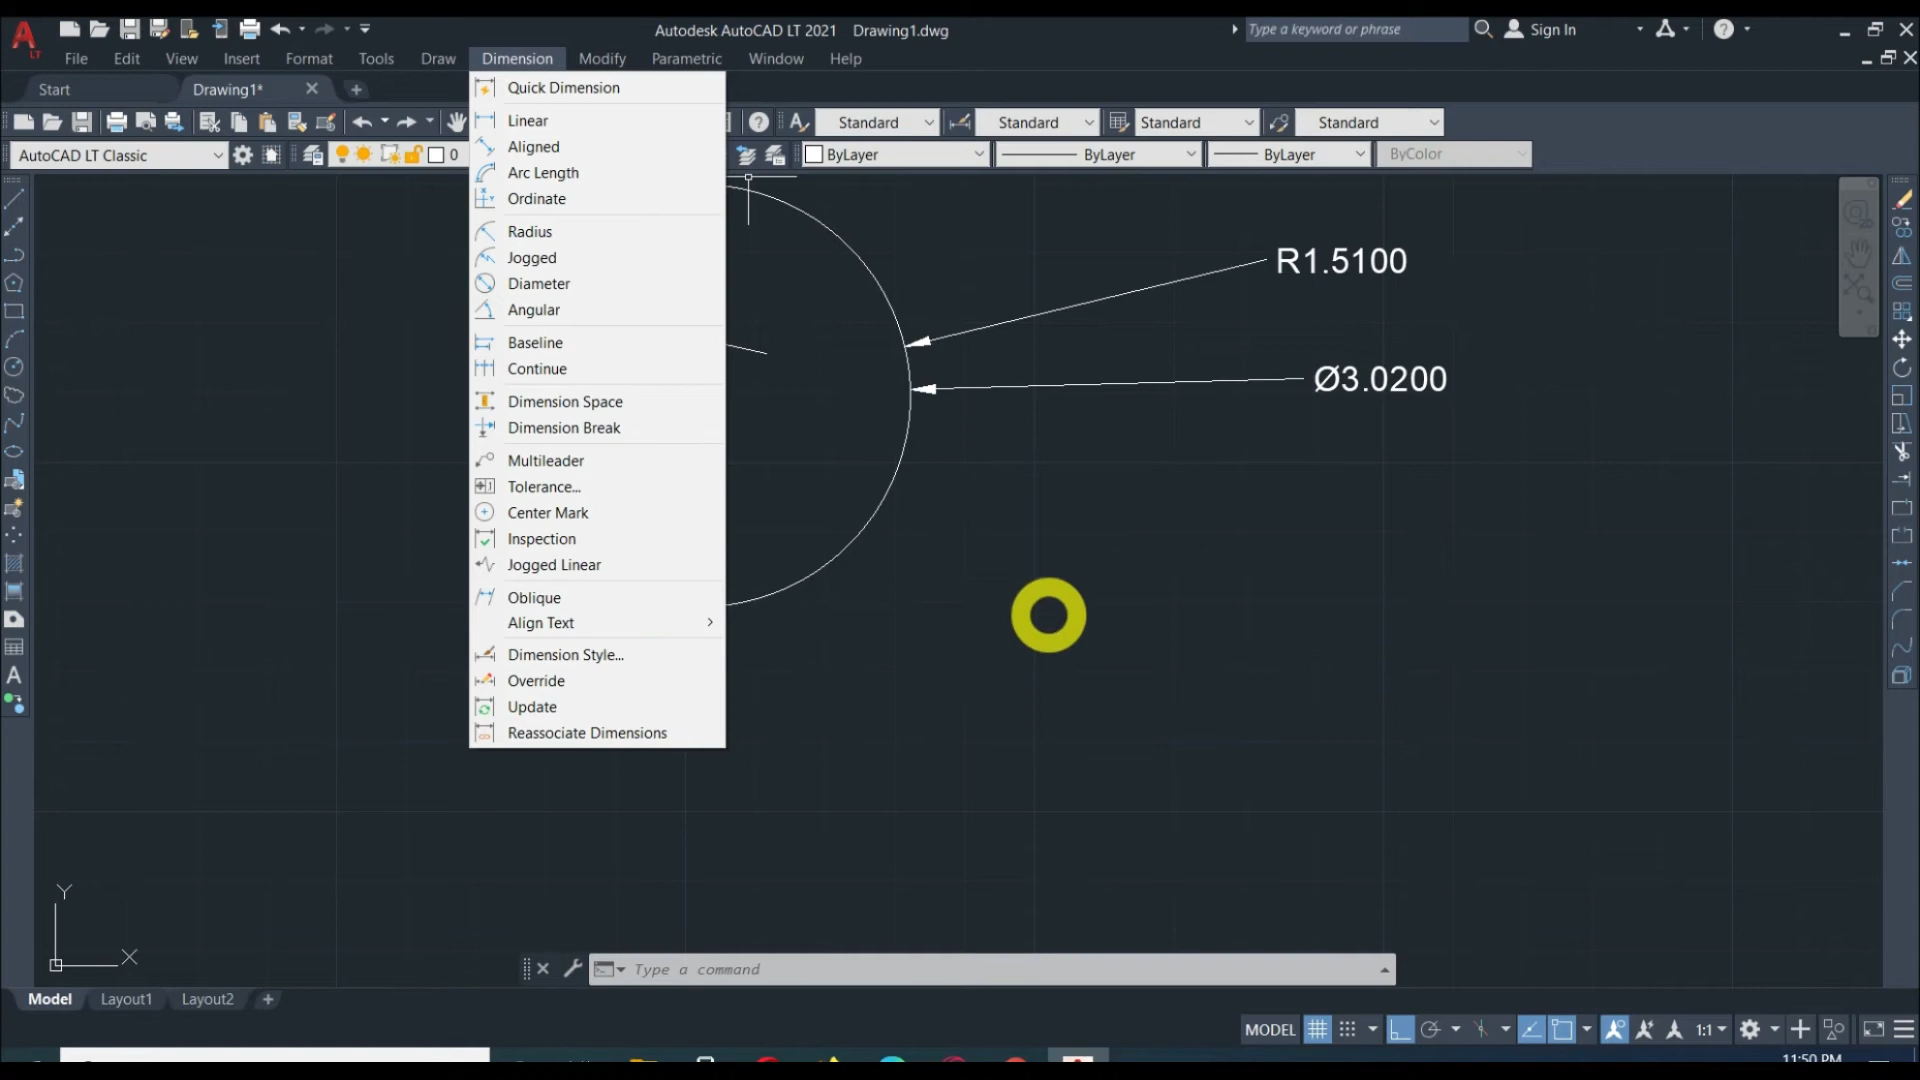 Autodesk AutoCAD LT 2021 Drawing1.dwg
Type a keyword or phrase
Sign In
LT
File Edit View Insert Format Tools Draw Dimension Modify Parametric Window Help
Start
Drawing1*
Standard
Standard
Standard
Standard
AutoCAD LT Classic
0
ByLayer
ByLayer
ByLayer
ByColor
Quick Dimension
Linear
Aligned
Arc Length
Ordinate
Radius
Jogged
Diameter
Angular
Baseline
Continue
Dimension Space
Dimension Break
Multileader
Tolerance...
Center Mark
Inspection
Jogged Linear
Oblique
Align Text
Dimension Style...
Override
Update
Reassociate Dimensions
R1.5100
Ø3.0200
Y
X
Type a command
Model Layout1 Layout2
MODEL
1:1
11:50 PM